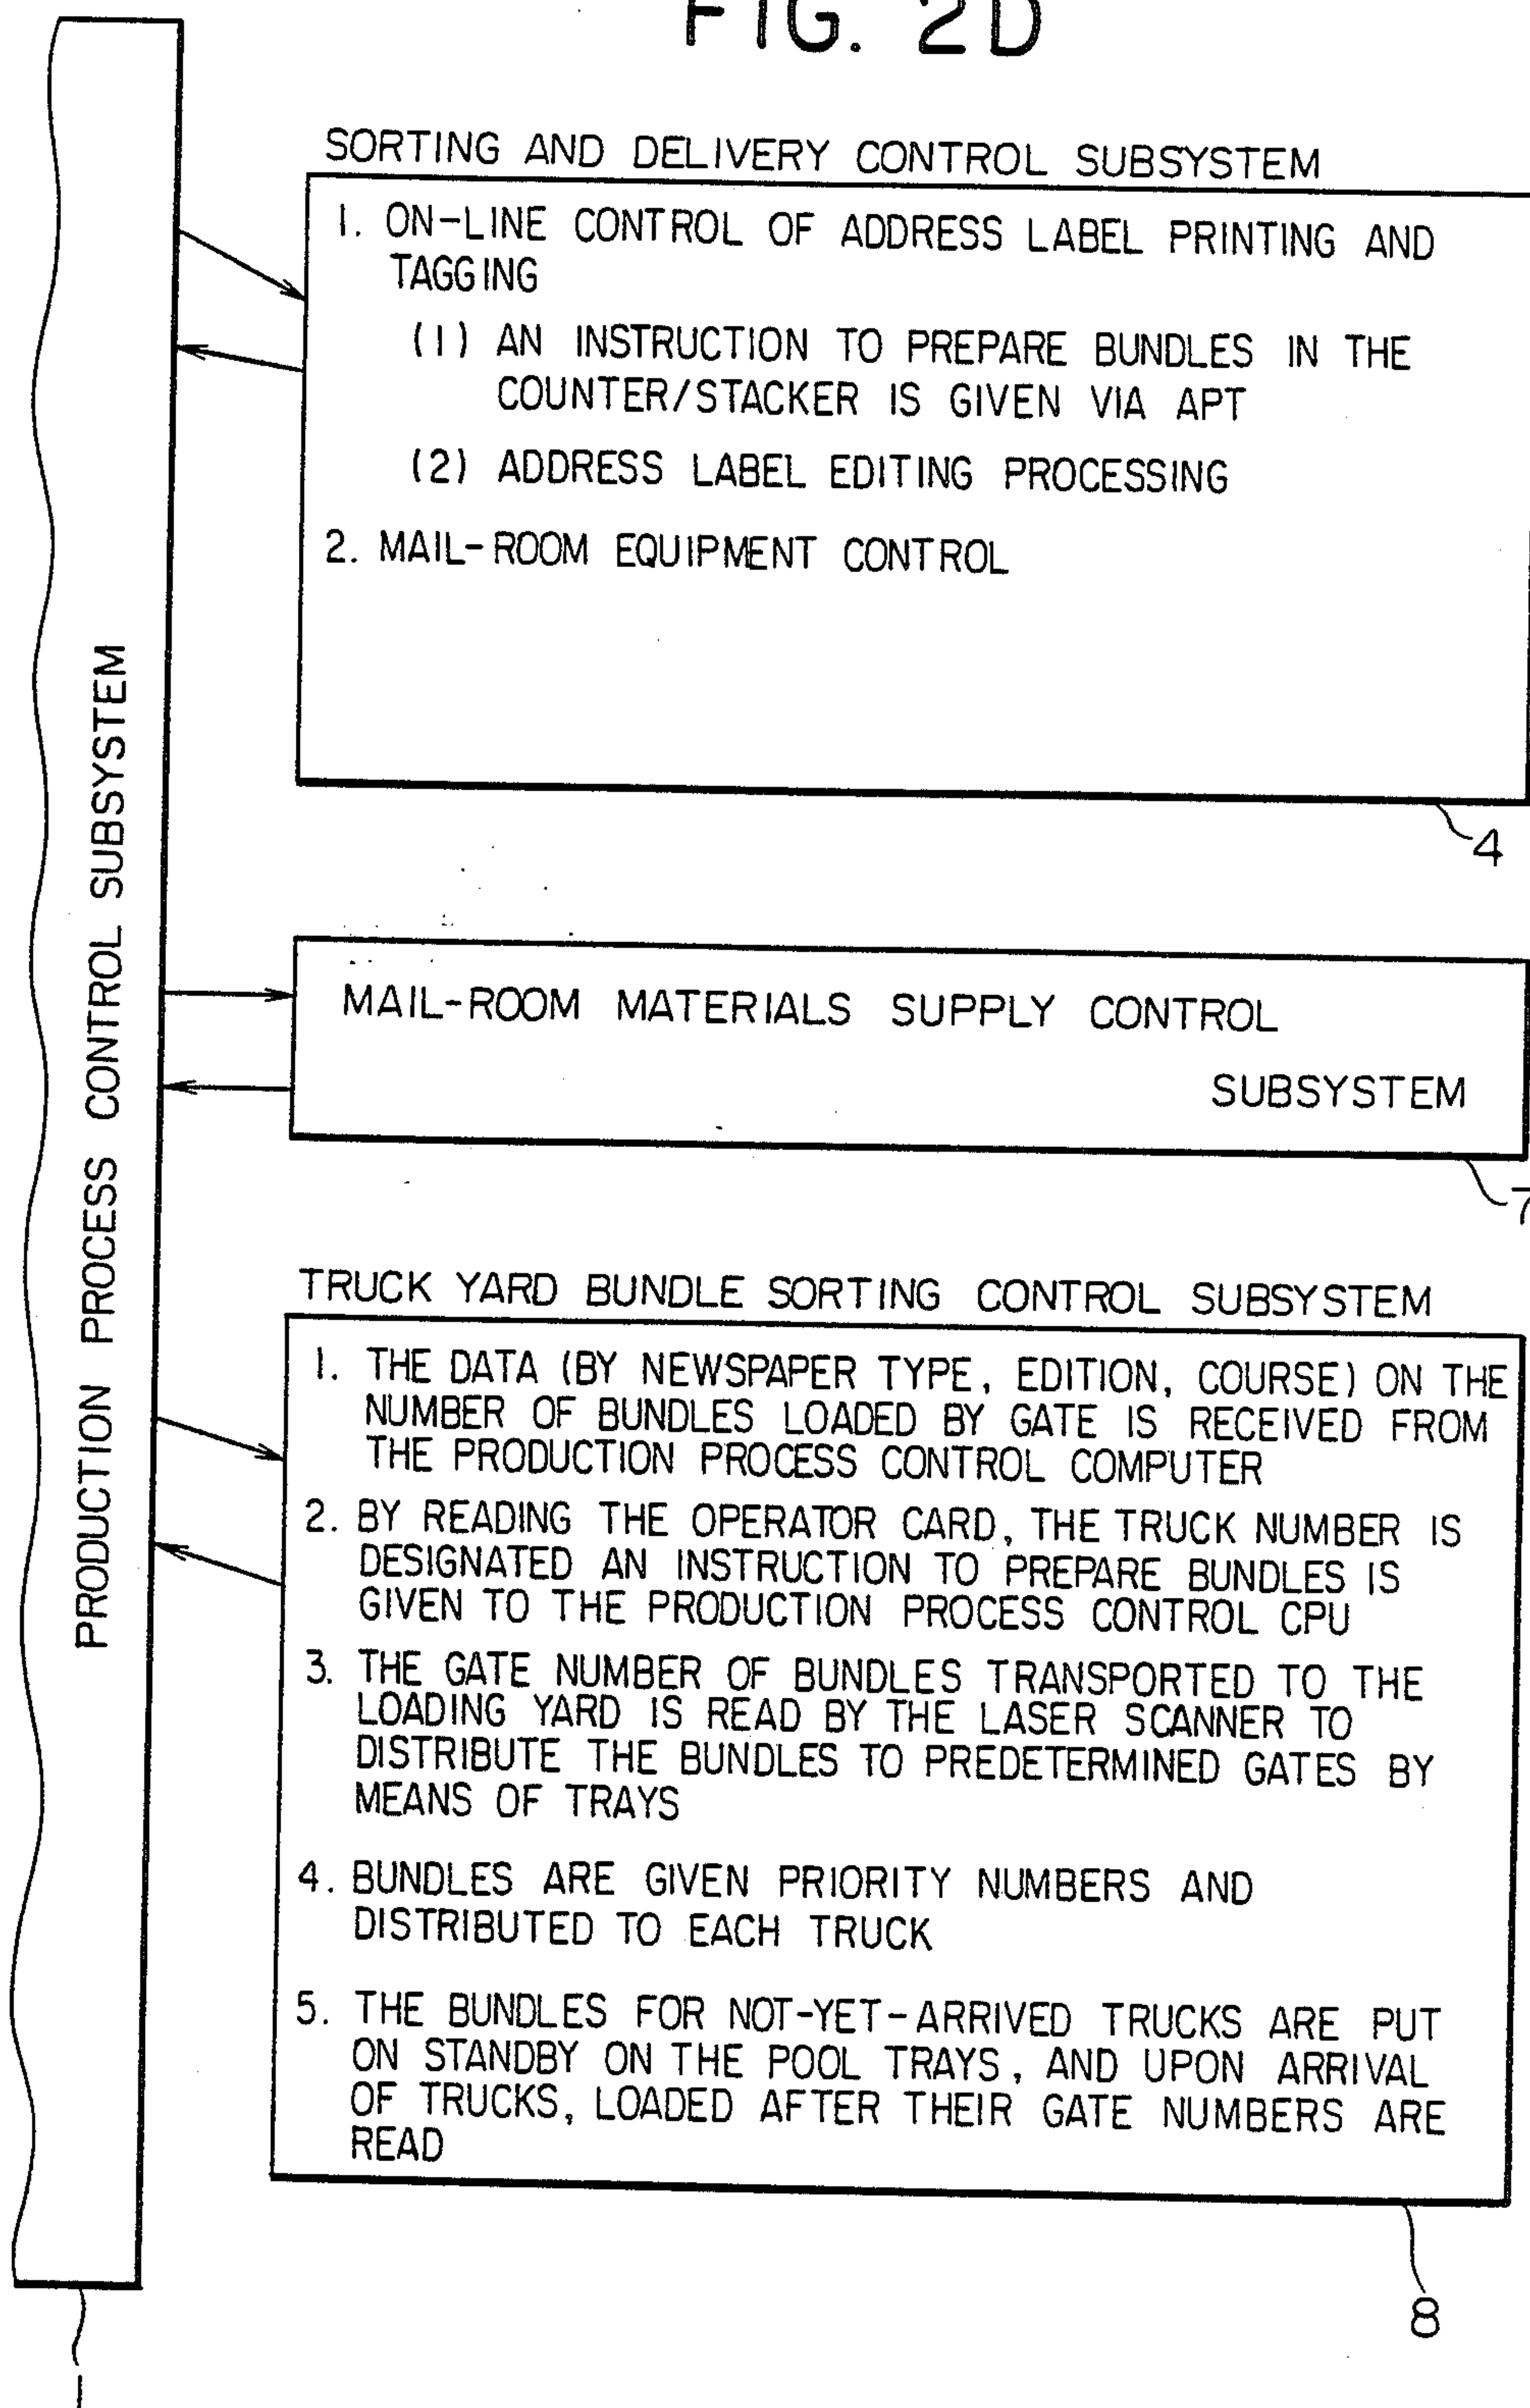 FIG. 2D
SORTING AND DELIVERY CONTROL SUBSYSTEM
1. ON-LINE CONTROL OF ADDRESS LABEL PRINTING AND
TAGGING
(1) AN INSTRUCTION TO PREPARE BUNDLES IN THE
COUNTER/STACKER IS GIVEN VIA APT
(2) ADDRESS LABEL EDITING PROCESSING
2. MAIL-ROOM EQUIPMENT CONTROL
4
PRODUCTION PROCESS CONTROL SUBSYSTEM
MAIL-ROOM MATERIALS SUPPLY CONTROL
SUBSYSTEM
7
TRUCK YARD BUNDLE SORTING CONTROL SUBSYSTEM
1. THE DATA (BY NEWSPAPER TYPE, EDITION, COURSE) ON THE
NUMBER OF BUNDLES LOADED BY GATE IS RECEIVED FROM
THE PRODUCTION PROCESS CONTROL COMPUTER
2. BY READING THE OPERATOR CARD, THE TRUCK NUMBER IS
DESIGNATED AN INSTRUCTION TO PREPARE BUNDLES IS
GIVEN TO THE PRODUCTION PROCESS CONTROL CPU
3. THE GATE NUMBER OF BUNDLES TRANSPORTED TO THE
LOADING YARD IS READ BY THE LASER SCANNER TO
DISTRIBUTE THE BUNDLES TO PREDETERMINED GATES BY
MEANS OF TRAYS
4. BUNDLES ARE GIVEN PRIORITY NUMBERS AND
DISTRIBUTED TO EACH TRUCK
5. THE BUNDLES FOR NOT-YET-ARRIVED TRUCKS ARE PUT
ON STANDBY ON THE POOL TRAYS, AND UPON ARRIVAL
OF TRUCKS, LOADED AFTER THEIR GATE NUMBERS ARE
READ
8
1